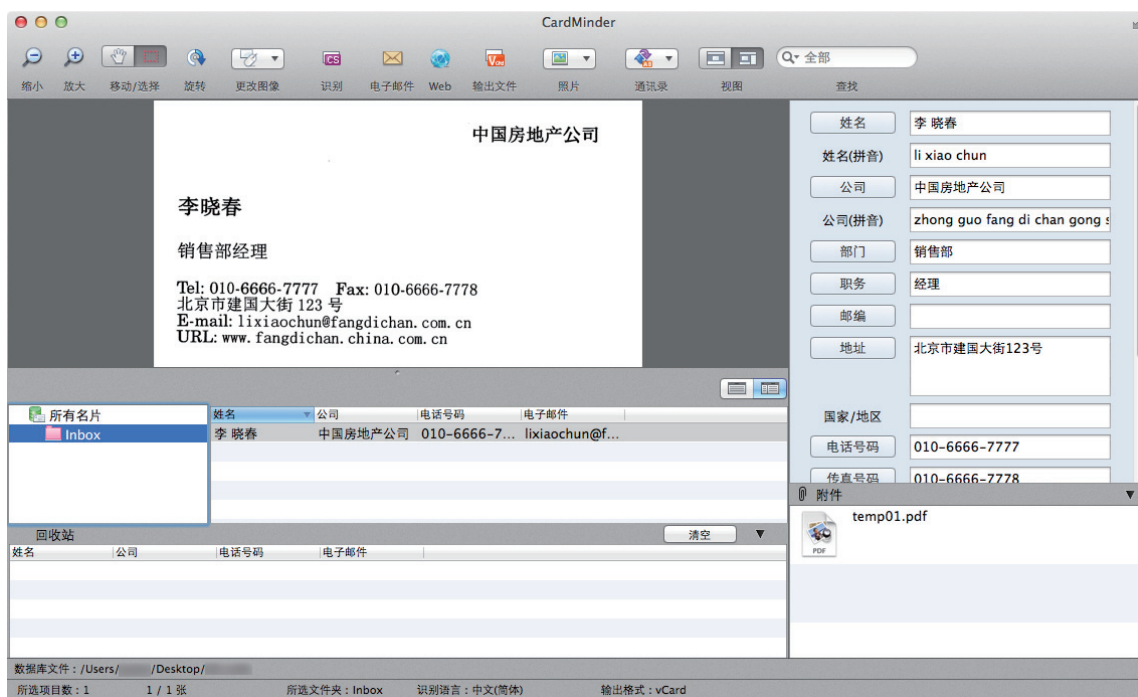 CardMinder
缩小 放大 移动/选择 旋转 更改图像 识别 电子邮件 Web 输出文件 照片 通讯录 视图 查找
CS
Vcf
全部
中国房地产公司
李晓春
销售部经理
Tel: 010-6666-7777 Fax: 010-6666-7778
北京市建国大街 123 号
E-mail: lixiaochun@fangdichan.com.cn
URL: www.fangdichan.china.com.cn
姓名 李 晓春
姓名(拼音) li xiao chun
公司 中国房地产公司
公司(拼音) zhong guo fang di chan gong s
部门 销售部
职务 经理
邮编
地址 北京市建国大街123号
国家/地区
电话号码 010-6666-7777
传真号码 010-6666-7778
所有名片
Inbox
姓名 公司 电话号码 电子邮件
李 晓春 中国房地产公司 010-6666-7... lixiaochun@f...
附件
temp01.pdf
PDF
回收站 清空
姓名 公司 电话号码 电子邮件
数据库文件：/Users/ /Desktop/
所选项目数：1 1 / 1 张 所选文件夹：Inbox 识别语言：中文(简体) 输出格式：vCard